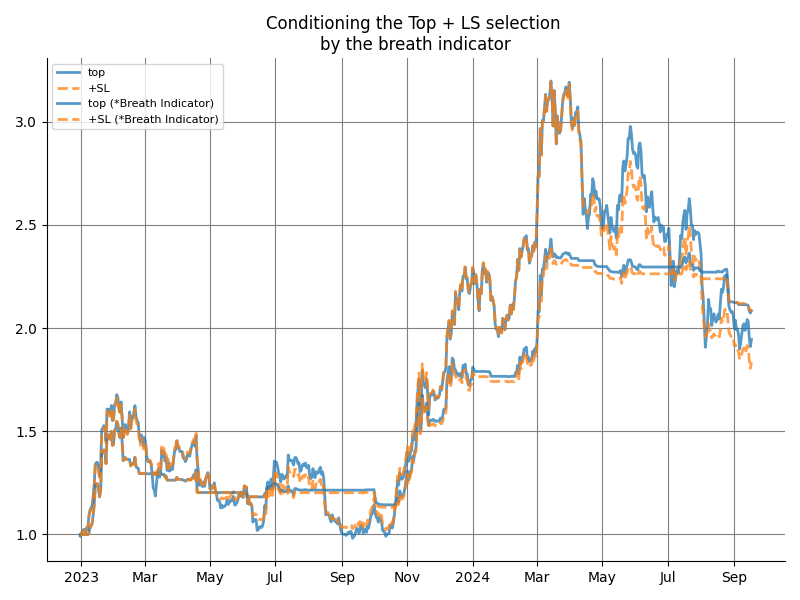 Conditioning the Top + LS selection
by the breath indicator
top
+SL
top (*Breath Indicator)
+SL (*Breath Indicator)
3.0
2.5
2.0
1.5
1.0
2023 Mar May Jul Sep Nov 2024 Mar May Jul Sep